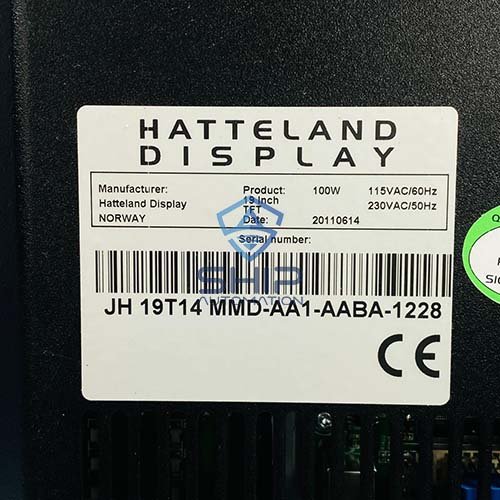 HATTELAND
DISPLAY
Manufacturer: Product: 100W 115VAC/60Hz
Hatteland Display 19 Inch 230VAC/50Hz
NORWAY TFT
Date: 20110614
Serial number:
SHIP
AUTOMATION
JH 19T14 MMD-AA1-AABA-1228
CE